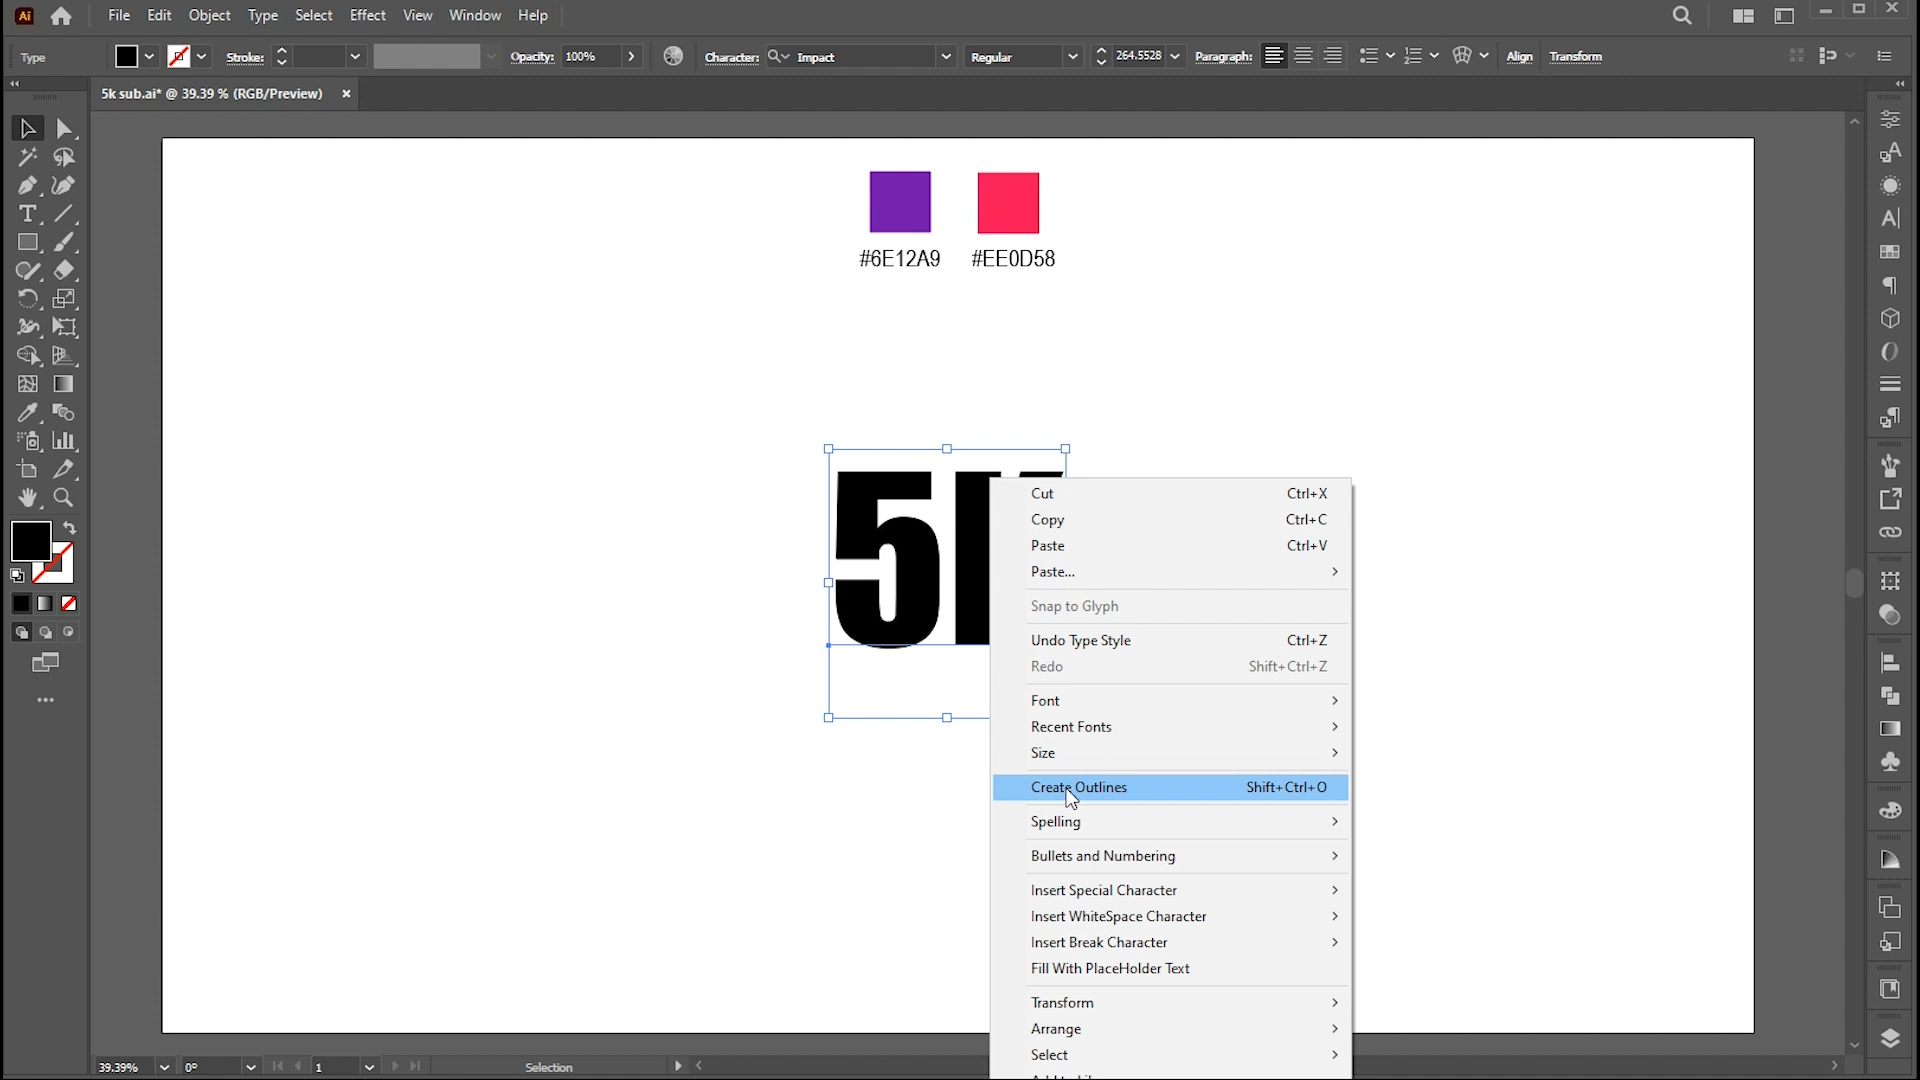 Ai File Edit Object Type Select Effect View Window Help
Type Stroke: Opacity: 100% Character: Impact Regular 264.5528 Paragraph: Align Transform
5k sub.ai* @ 39.39 % (RGB/Preview)
#6E12A9 #EE0D58
5K
Cut Ctrl+X
Copy Ctrl+C
Paste Ctrl+V
Paste...
Snap to Glyph
Undo Type Style Ctrl+Z
Redo Shift+Ctrl+Z
Font
Recent Fonts
Size
Create Outlines Shift+Ctrl+O
Spelling
Bullets and Numbering
Insert Special Character
Insert WhiteSpace Character
Insert Break Character
Fill With PlaceHolder Text
Transform
Arrange
Select
39.39% 0° 1 Selection